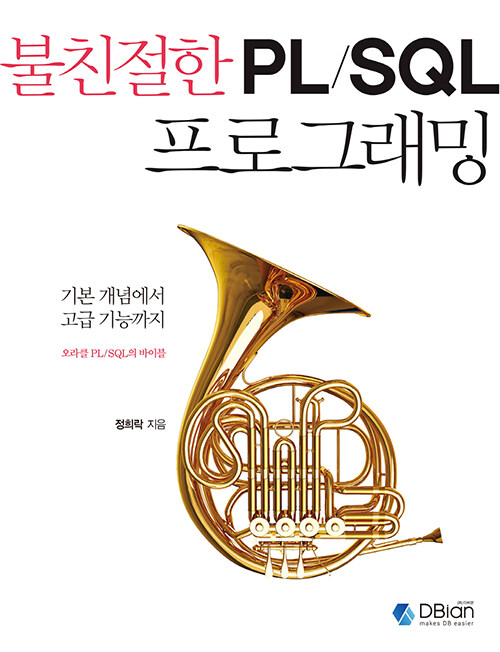 불친절한 PL/SQL
프로그래밍
기본 개념에서
고급 기능까지
오라클 PL/SQL의 바이블
정희락 지음
DBian
makes DB easier